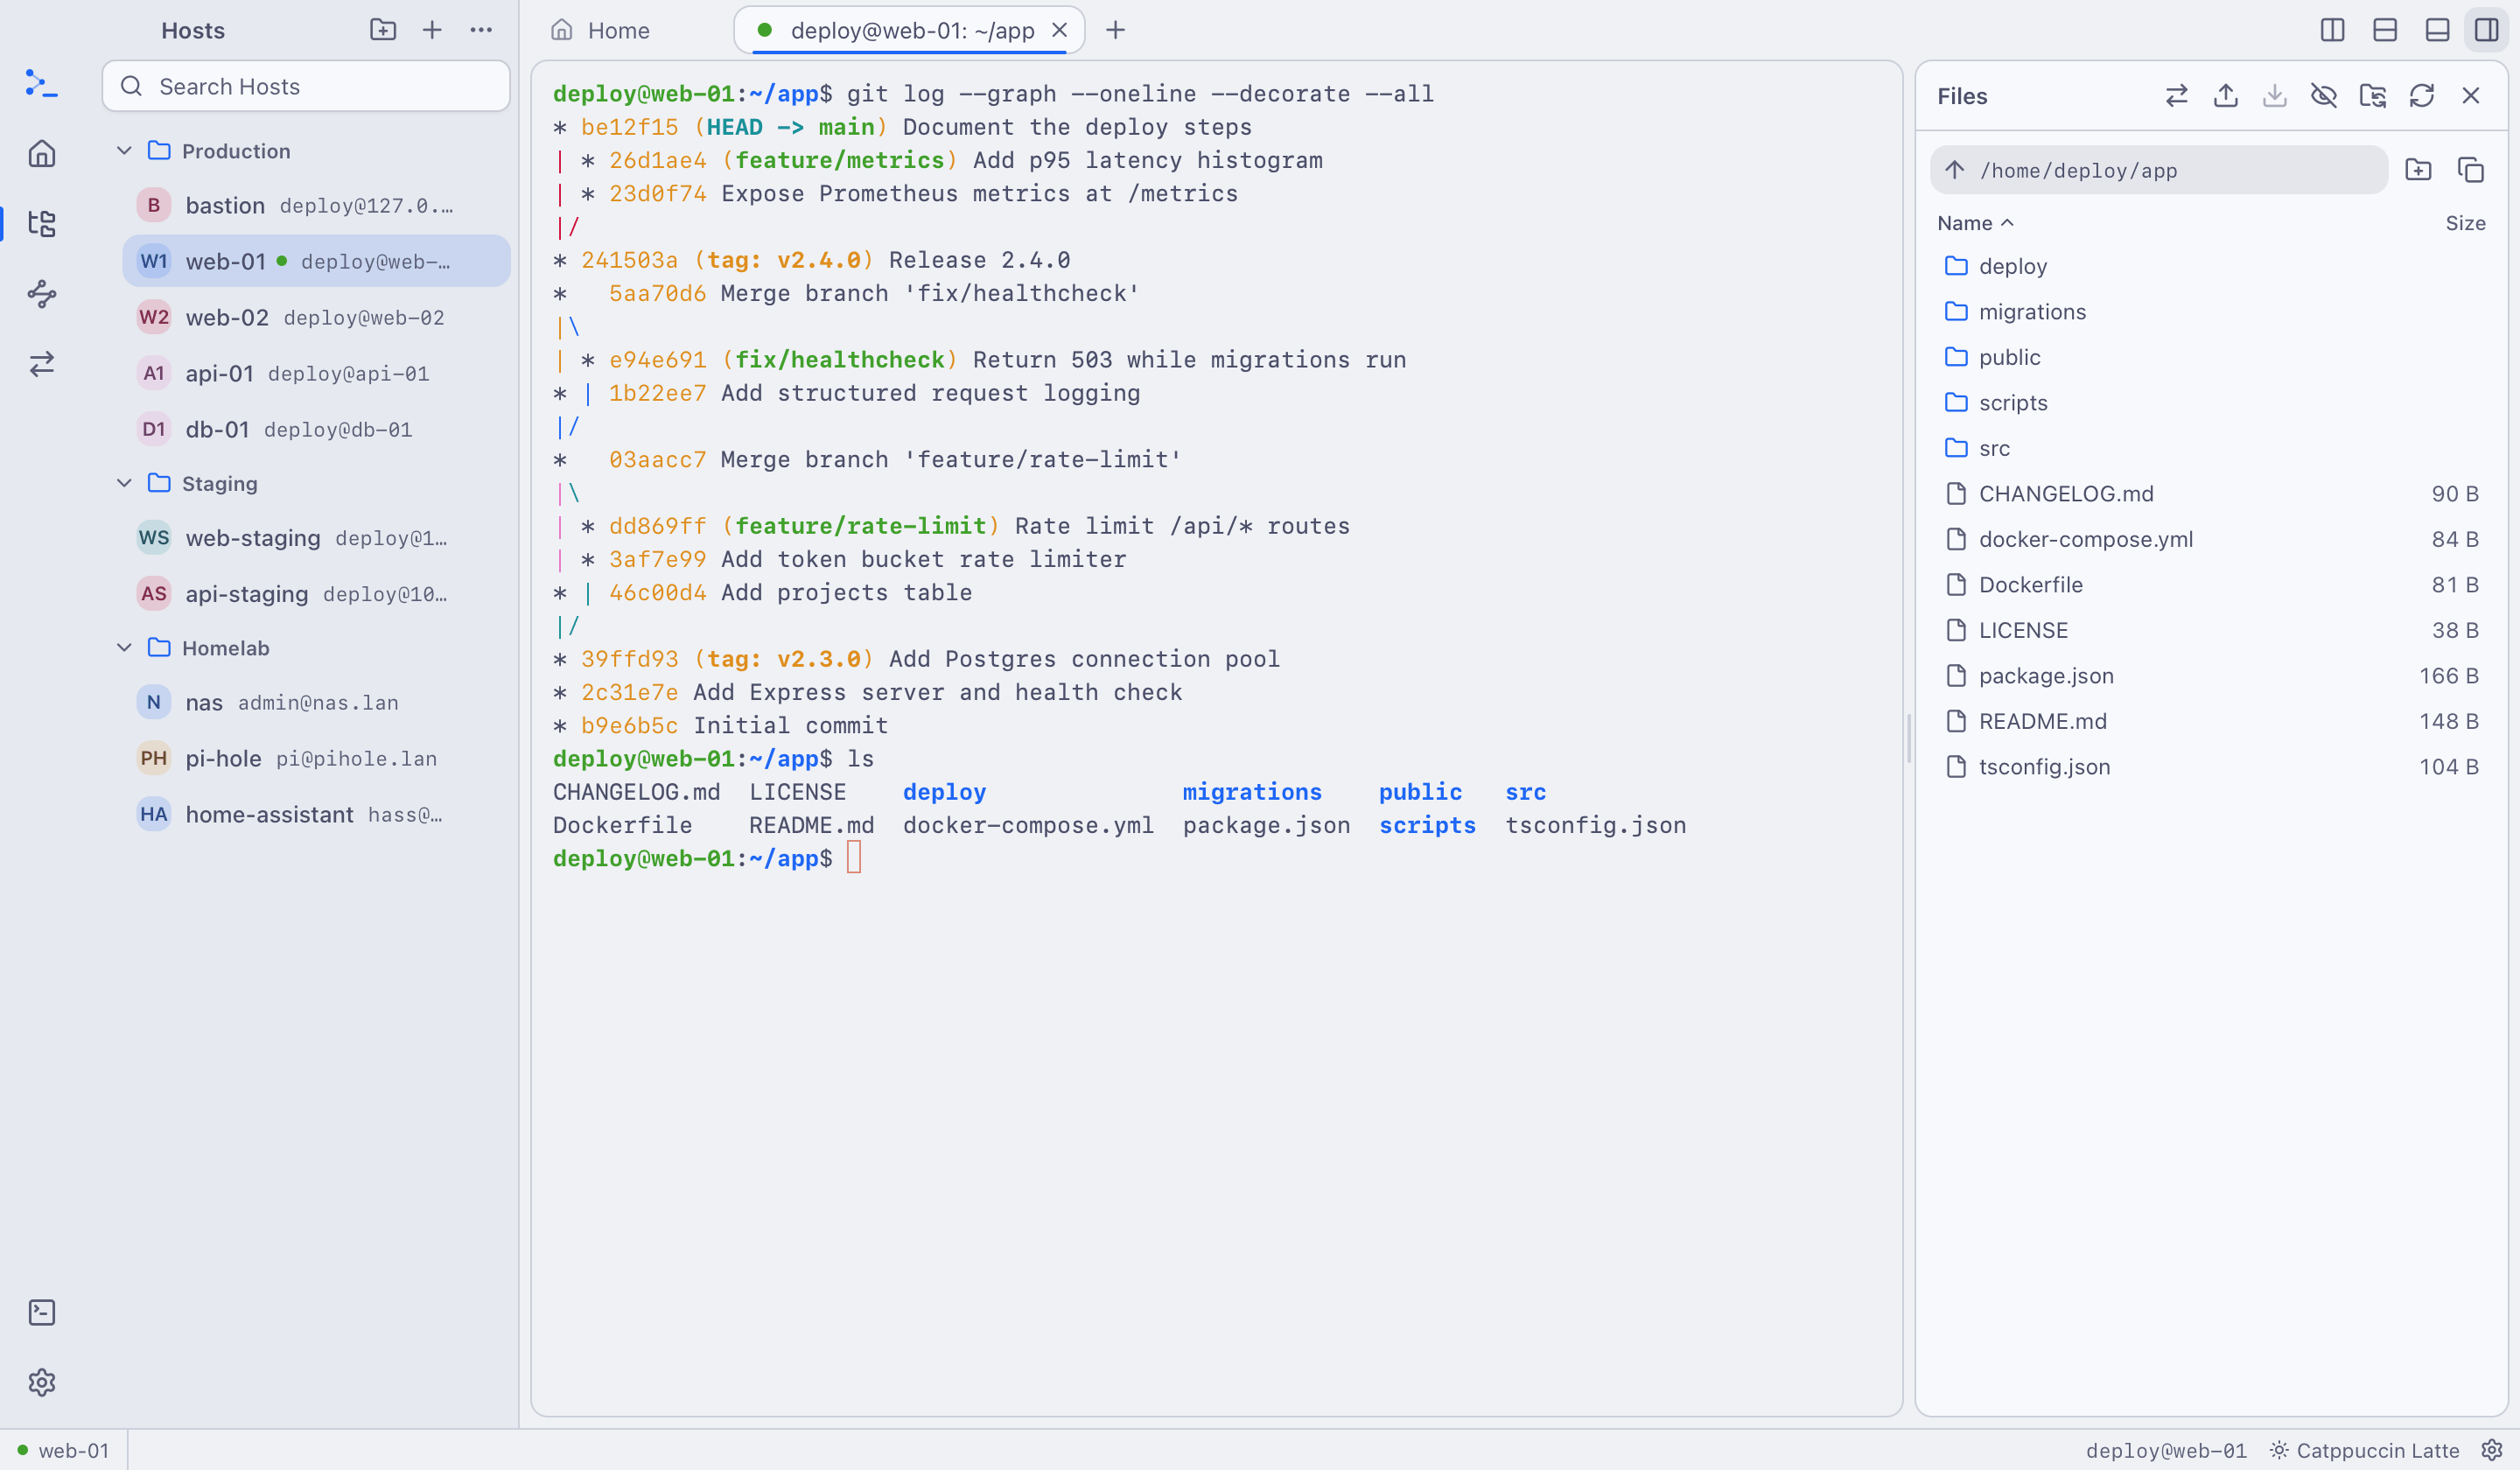 Hosts
Search Hosts
Production
B bastion deploy@127.0.…
W1 web-01 deploy@web-…
W2 web-02 deploy@web-02
A1 api-01 deploy@api-01
D1 db-01 deploy@db-01
Staging
WS web-staging deploy@1…
AS api-staging deploy@10…
Homelab
N nas admin@nas.lan
PH pi-hole pi@pihole.lan
HA home-assistant hass@…
Home
deploy@web-01: ~/app
deploy@web-01:~/app$ git log --graph --oneline --decorate --all
* be12f15 (HEAD -> main) Document the deploy steps
| * 26d1ae4 (feature/metrics) Add p95 latency histogram
| * 23d0f74 Expose Prometheus metrics at /metrics
|/
* 241503a (tag: v2.4.0) Release 2.4.0
*   5aa70d6 Merge branch 'fix/healthcheck'
|\
| * e94e691 (fix/healthcheck) Return 503 while migrations run
* | 1b22ee7 Add structured request logging
|/
*   03aacc7 Merge branch 'feature/rate-limit'
|\
| * dd869ff (feature/rate-limit) Rate limit /api/* routes
| * 3af7e99 Add token bucket rate limiter
* | 46c00d4 Add projects table
|/
* 39ffd93 (tag: v2.3.0) Add Postgres connection pool
* 2c31e7e Add Express server and health check
* b9e6b5c Initial commit
deploy@web-01:~/app$ ls
CHANGELOG.md  LICENSE    deploy              migrations    public   src
Dockerfile    README.md  docker-compose.yml  package.json  scripts  tsconfig.json
deploy@web-01:~/app$
Files
/home/deploy/app
Name Size
deploy
migrations
public
scripts
src
CHANGELOG.md 90 B
docker-compose.yml 84 B
Dockerfile 81 B
LICENSE 38 B
package.json 166 B
README.md 148 B
tsconfig.json 104 B
web-01
deploy@web-01 Catppuccin Latte